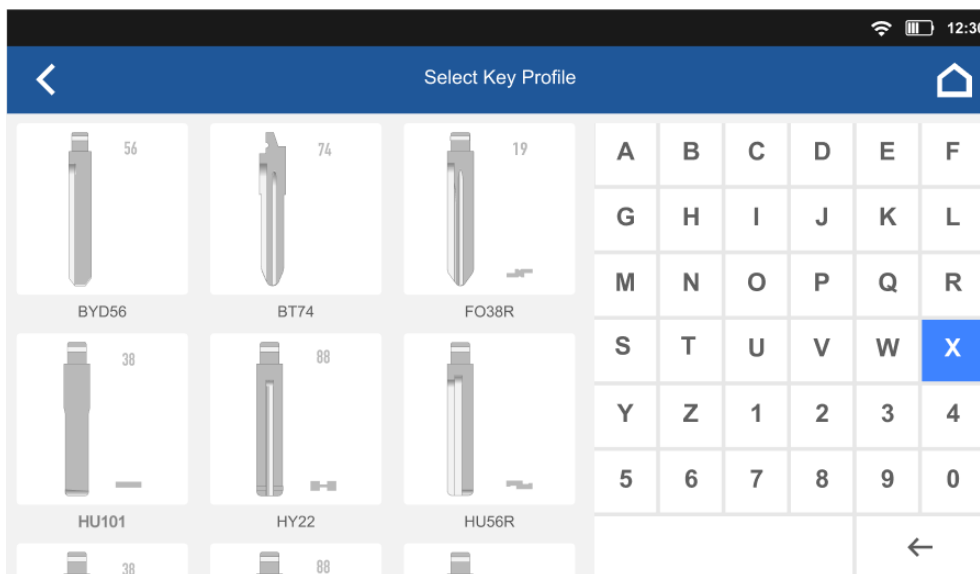 12:30
Select Key Profile
56
74
19
BYD56
BT74
FO38R
38
88
HU101
HY22
HU56R
38
88
A B C D E F
G H I J K L
M N O P Q R
S T U V W X
Y Z 1 2 3 4
5 6 7 8 9 0